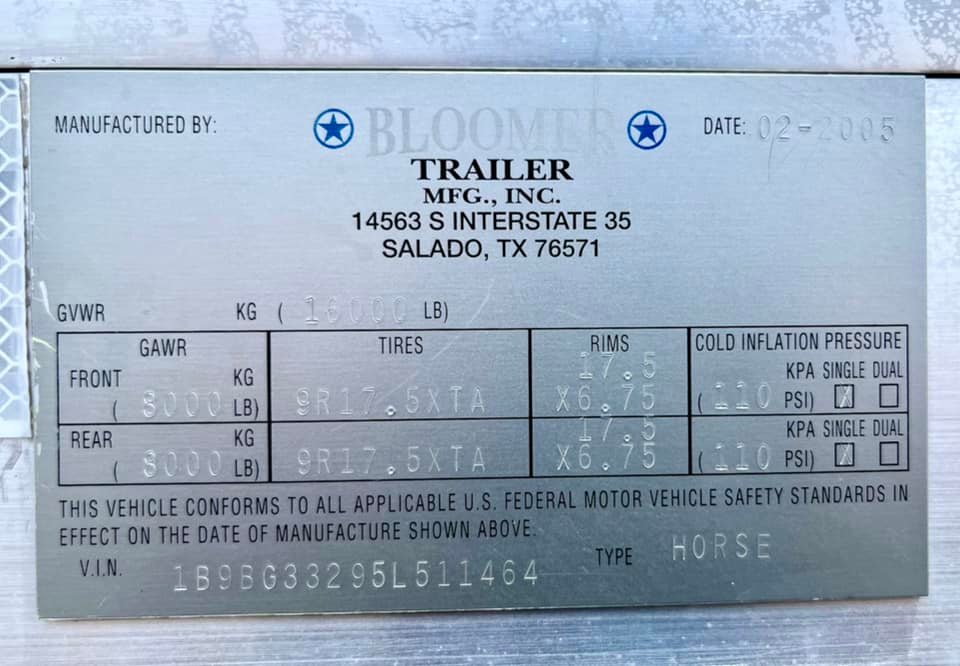 MANUFACTURED BY: BLOOMER DATE: 02-2005
TRAILER
MFG., INC.
14563 S INTERSTATE 35
SALADO, TX 76571
GVWR KG ( 16000 LB)
GAWR TIRES RIMS COLD INFLATION PRESSURE
FRONT KG 17.5 KPA SINGLE DUAL
( 8000 LB) 9R17.5XTA X6.75 ( 110 PSI) X
REAR KG 17.5 KPA SINGLE DUAL
( 8000 LB) 9R17.5XTA X6.75 ( 110 PSI) X
THIS VEHICLE CONFORMS TO ALL APPLICABLE U.S. FEDERAL MOTOR VEHICLE SAFETY STANDARDS IN
EFFECT ON THE DATE OF MANUFACTURE SHOWN ABOVE.
V.I.N. 1B9BG33295L511464 TYPE HORSE